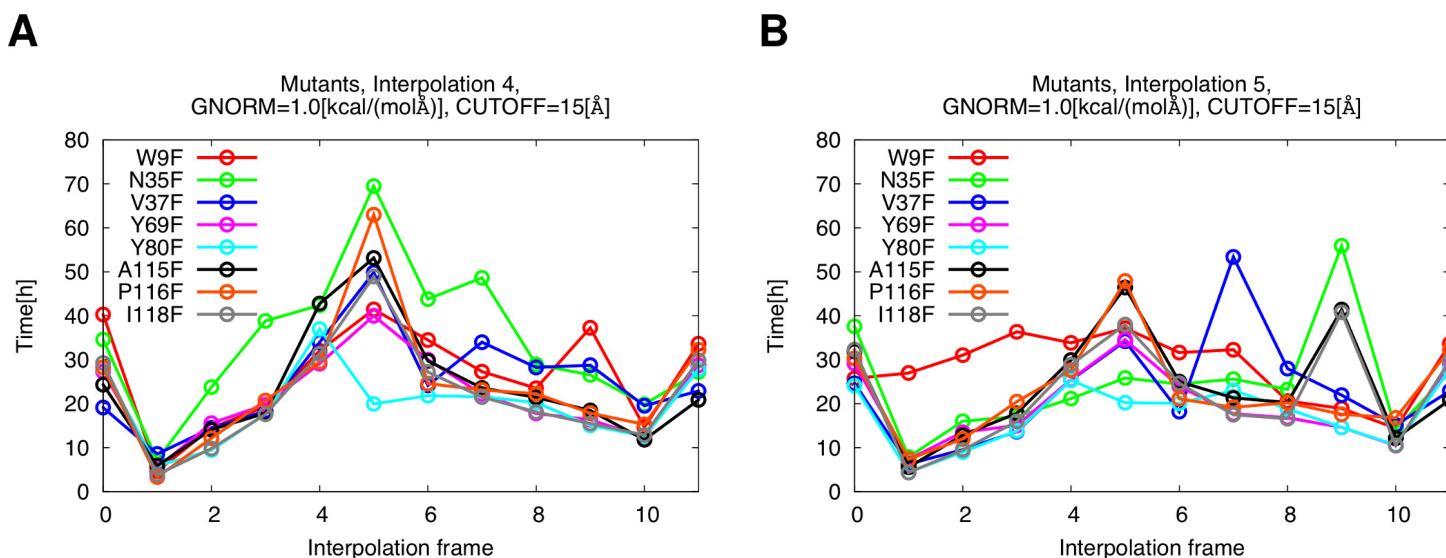 A
Mutants, Interpolation 4,
GNORM=1.0[kcal/(molÅ)], CUTOFF=15[Å]
Time[h]
80
70
60
50
40
30
20
10
0
W9F
N35F
V37F
Y69F
Y80F
A115F
P116F
I118F
0 2 4 6 8 10
Interpolation frame
B
Mutants, Interpolation 5,
GNORM=1.0[kcal/(molÅ)], CUTOFF=15[Å]
Time[h]
80
70
60
50
40
30
20
10
0
W9F
N35F
V37F
Y69F
Y80F
A115F
P116F
I118F
0 2 4 6 8 10
Interpolation frame